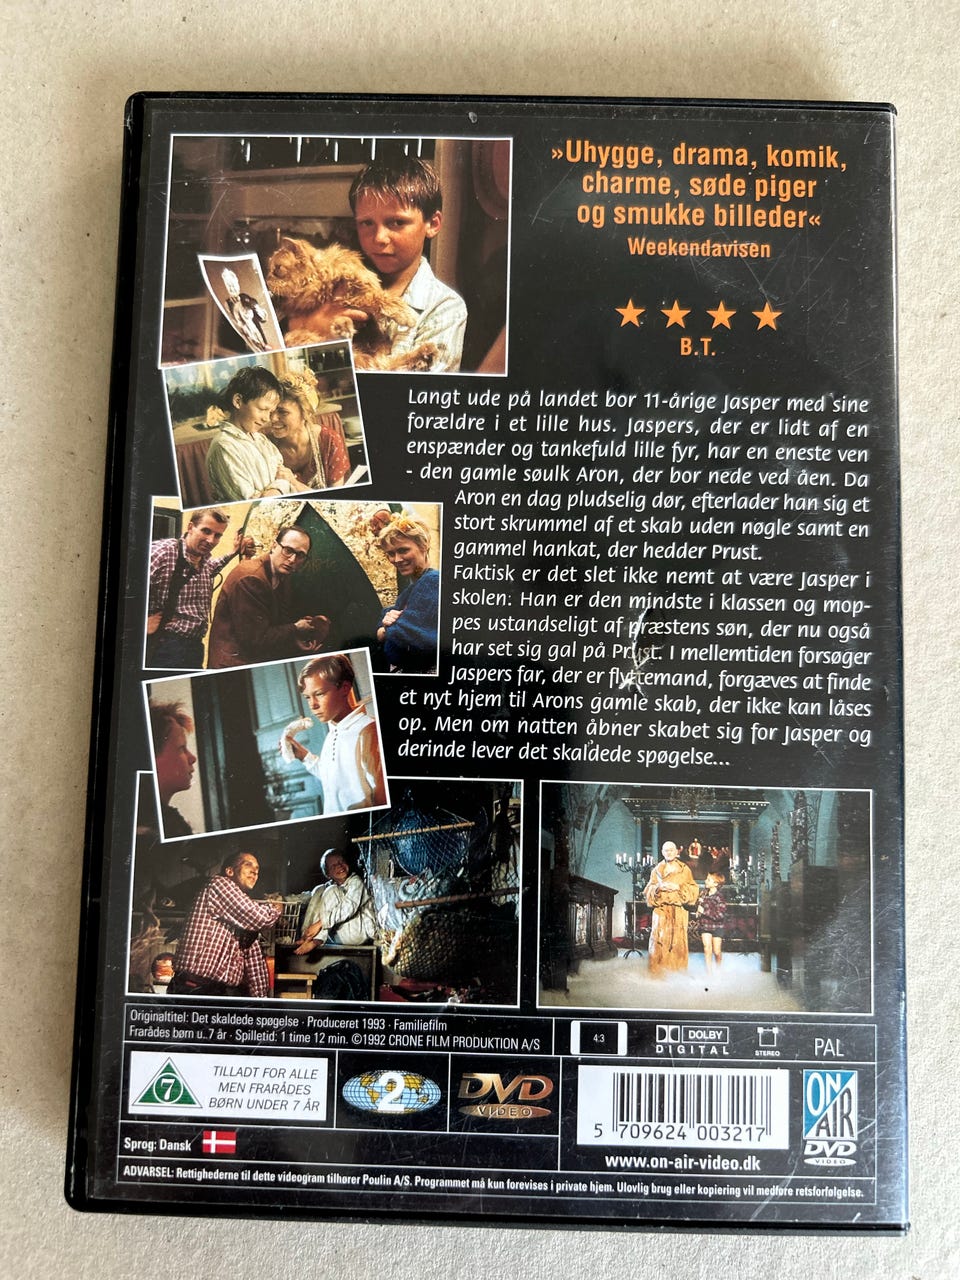 »Uhygge, drama, komik,
charme, søde piger
og smukke billeder«
Weekendavisen
B.T.
Langt ude på landet bor 11-årige Jasper med sine
forældre i et lille hus. Jaspers, der er lidt af en
enspænder og tankefuld lille fyr, har en eneste ven
- den gamle søulk Aron, der bor nede ved åen. Da
Aron en dag pludselig dør, efterlader han sig et
stort skrummel af et skab uden nøgle samt en
gammel hankat, der hedder Prust.
Faktisk er det slet ikke nemt at være Jasper i
skolen: Han er den mindste i klassen og mop-
pes ustandseligt af præstens søn, der nu også
har set sig gal på Prust. I mellemtiden forsøger
Jaspers far, der er flyttemand, forgæves at finde
et nyt hjem til Arons gamle skab, der ikke kan låses
op. Men om natten åbner skabet sig for Jasper og
derinde lever det skaldede spøgelse...
Originaltitel: Det skaldede spøgelse · Produceret 1993 · Familiefilm
Frarådes børn u. 7 år · Spilletid: 1 time 12 min. ©1992 CRONE FILM PRODUKTION A/S
4:3
DOLBY
DIGITAL
STEREO
PAL
7
TILLADT FOR ALLE
MEN FRARÅDES
BØRN UNDER 7 ÅR
2
DVD
VIDEO
5 709624 003217
ON
AIR
DVD
VIDEO
Sprog: Dansk
www.on-air-video.dk
ADVARSEL: Rettighederne til dette videogram tilhører Poulin A/S. Programmet må kun forevises i private hjem. Ulovlig brug eller kopiering vil medføre retsforfølgelse.